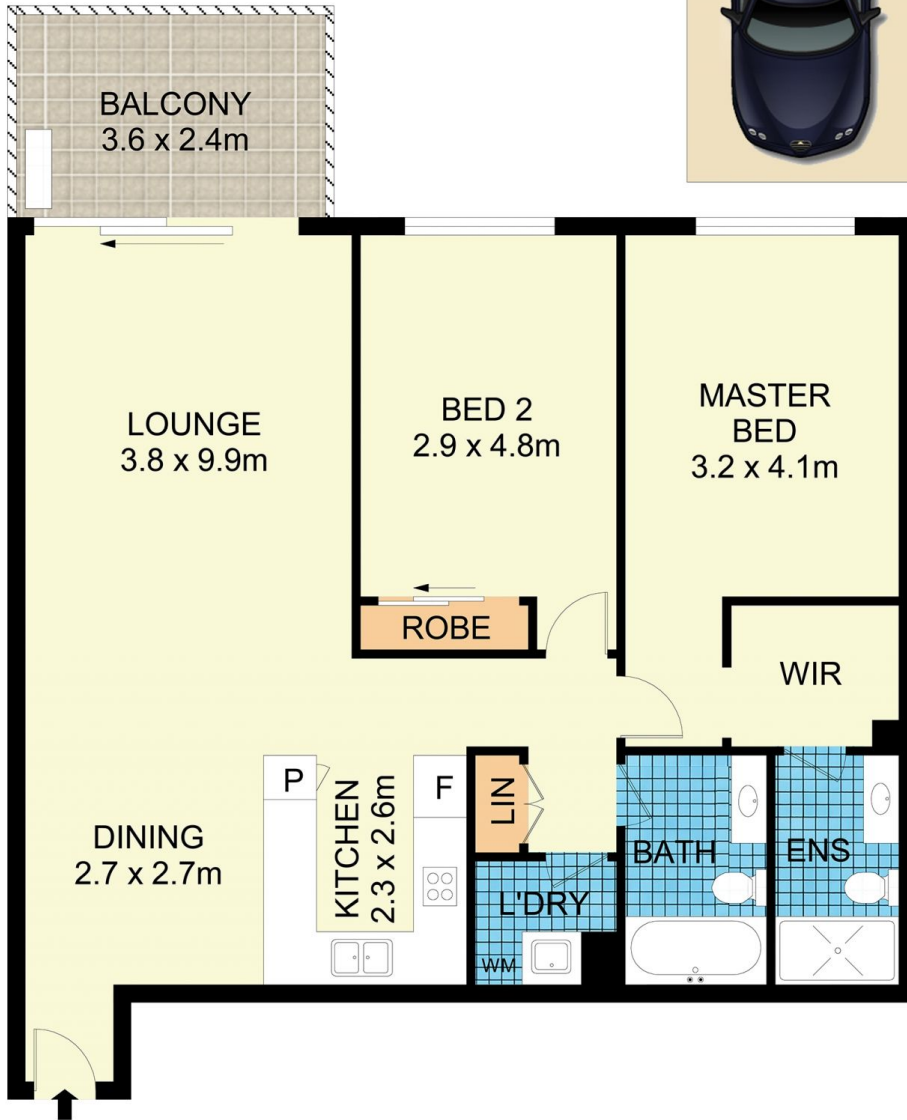 BALCONY
3.6 x 2.4m
LOUNGE
3.8 x 9.9m
BED 2
2.9 x 4.8m
MASTER
BED
3.2 x 4.1m
ROBE
WIR
P
KITCHEN
2.3 x 2.6m
F
LIN
DINING
2.7 x 2.7m
BATH
ENS
L'DRY
WM